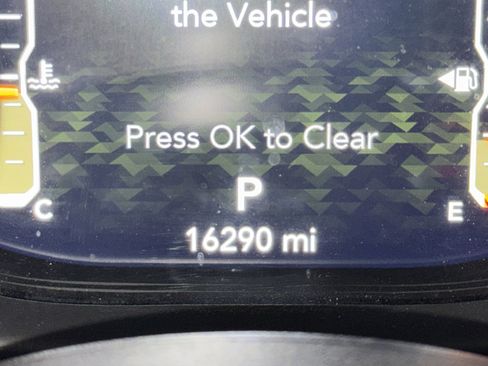 the Vehicle
Press OK to Clear
P
C
E
16290 mi